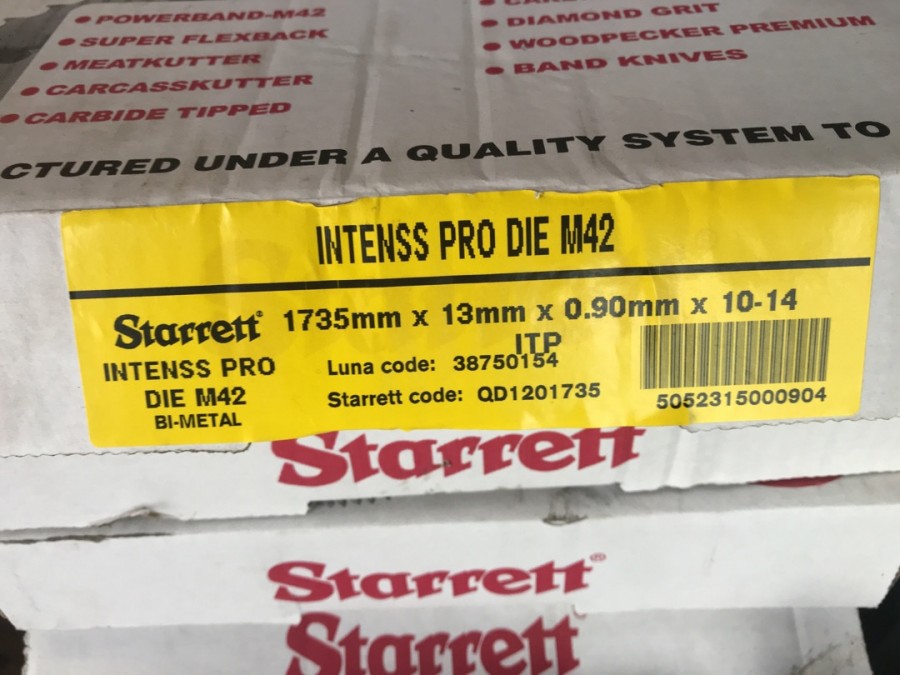 • POWERBAND-M42
• SUPER FLEXBACK
• MEATKUTTER
• CARCASSKUTTER
• CARBIDE TIPPED
• DIAMOND GRIT
• WOODPECKER PREMIUM
• BAND KNIVES
CTURED UNDER A QUALITY SYSTEM TO
INTENSS PRO DIE M42
Starrett® 1735mm x 13mm x 0.90mm x 10-14
ITP
INTENSS PRO
DIE M42
BI-METAL
Luna code: 38750154
Starrett code: QD1201735
5052315000904
Starrett
Starrett®
Starrett